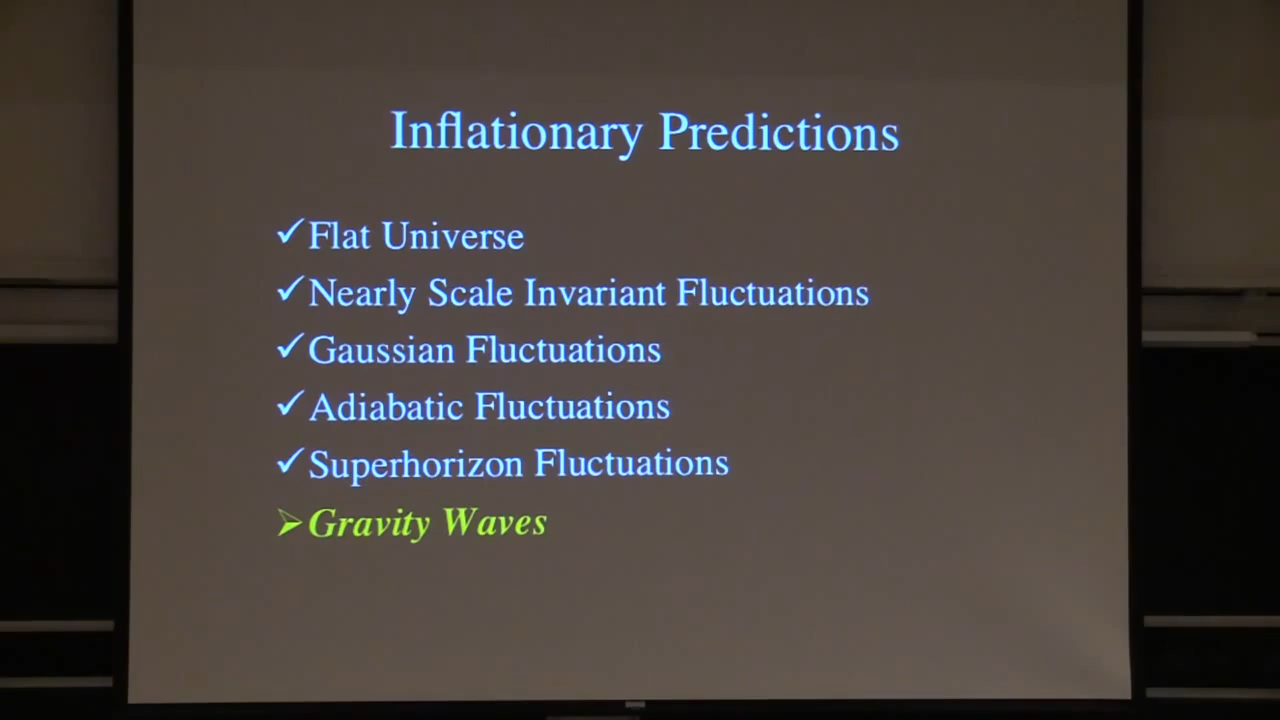 Inflationary Predictions
✓Flat Universe
✓Nearly Scale Invariant Fluctuations
✓Gaussian Fluctuations
✓Adiabatic Fluctuations
✓Superhorizon Fluctuations
➢Gravity Waves